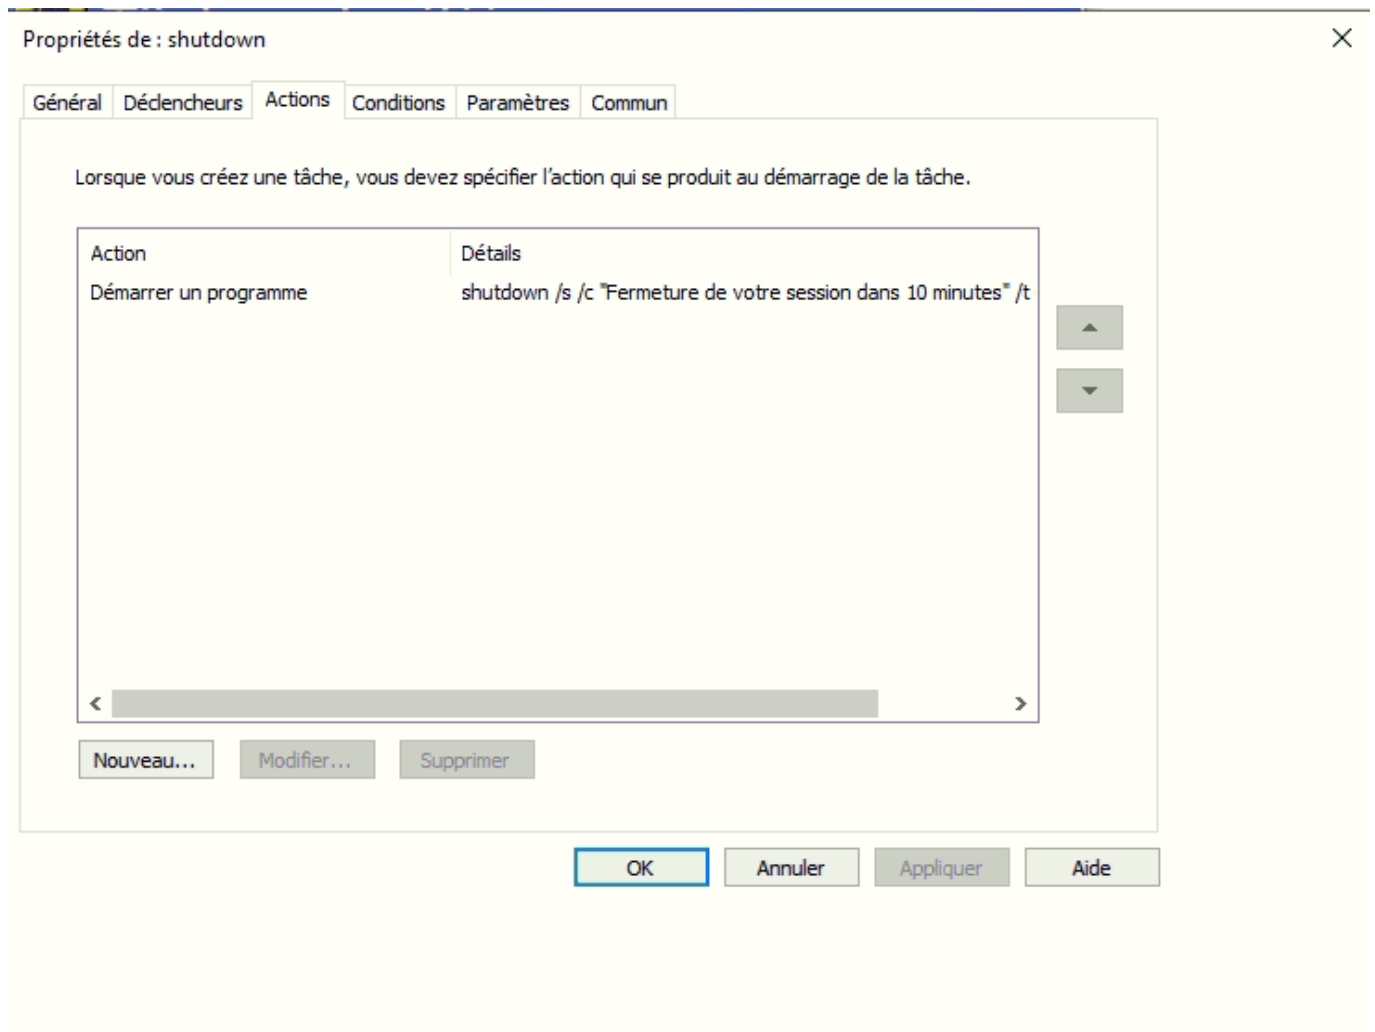 Propriétés de : shutdown
Général Déclencheurs Actions Conditions Paramètres Commun
Lorsque vous créez une tâche, vous devez spécifier l'action qui se produit au démarrage de la tâche.
Action Détails
Démarrer un programme shutdown /s /c "Fermeture de votre session dans 10 minutes" /t
Nouveau... Modifier... Supprimer
OK Annuler Appliquer Aide